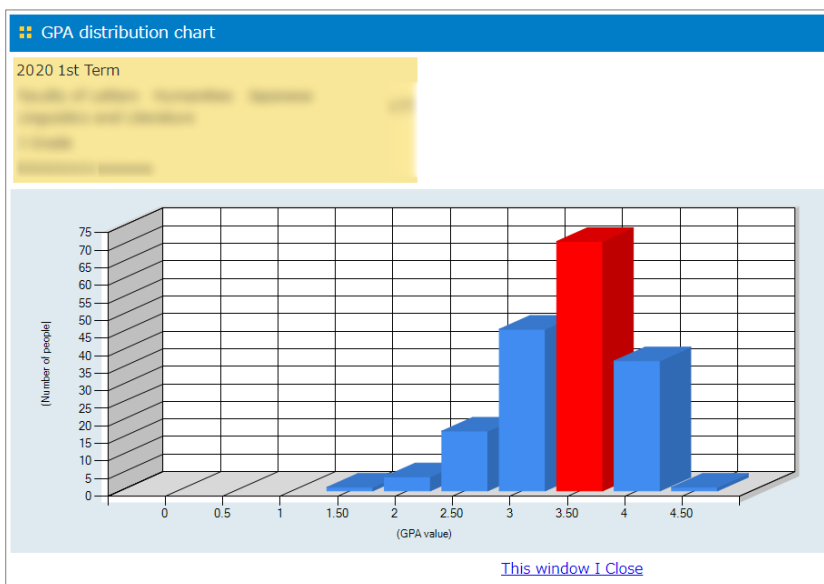 GPA distribution chart
2020 1st Term
75
70
65
60
55
50
45
40
35
30
25
20
15
10
5
0
(Number of people)
0 0.5 1 1.50 2 2.50 3 3.50 4 4.50
(GPA value)
This window I Close